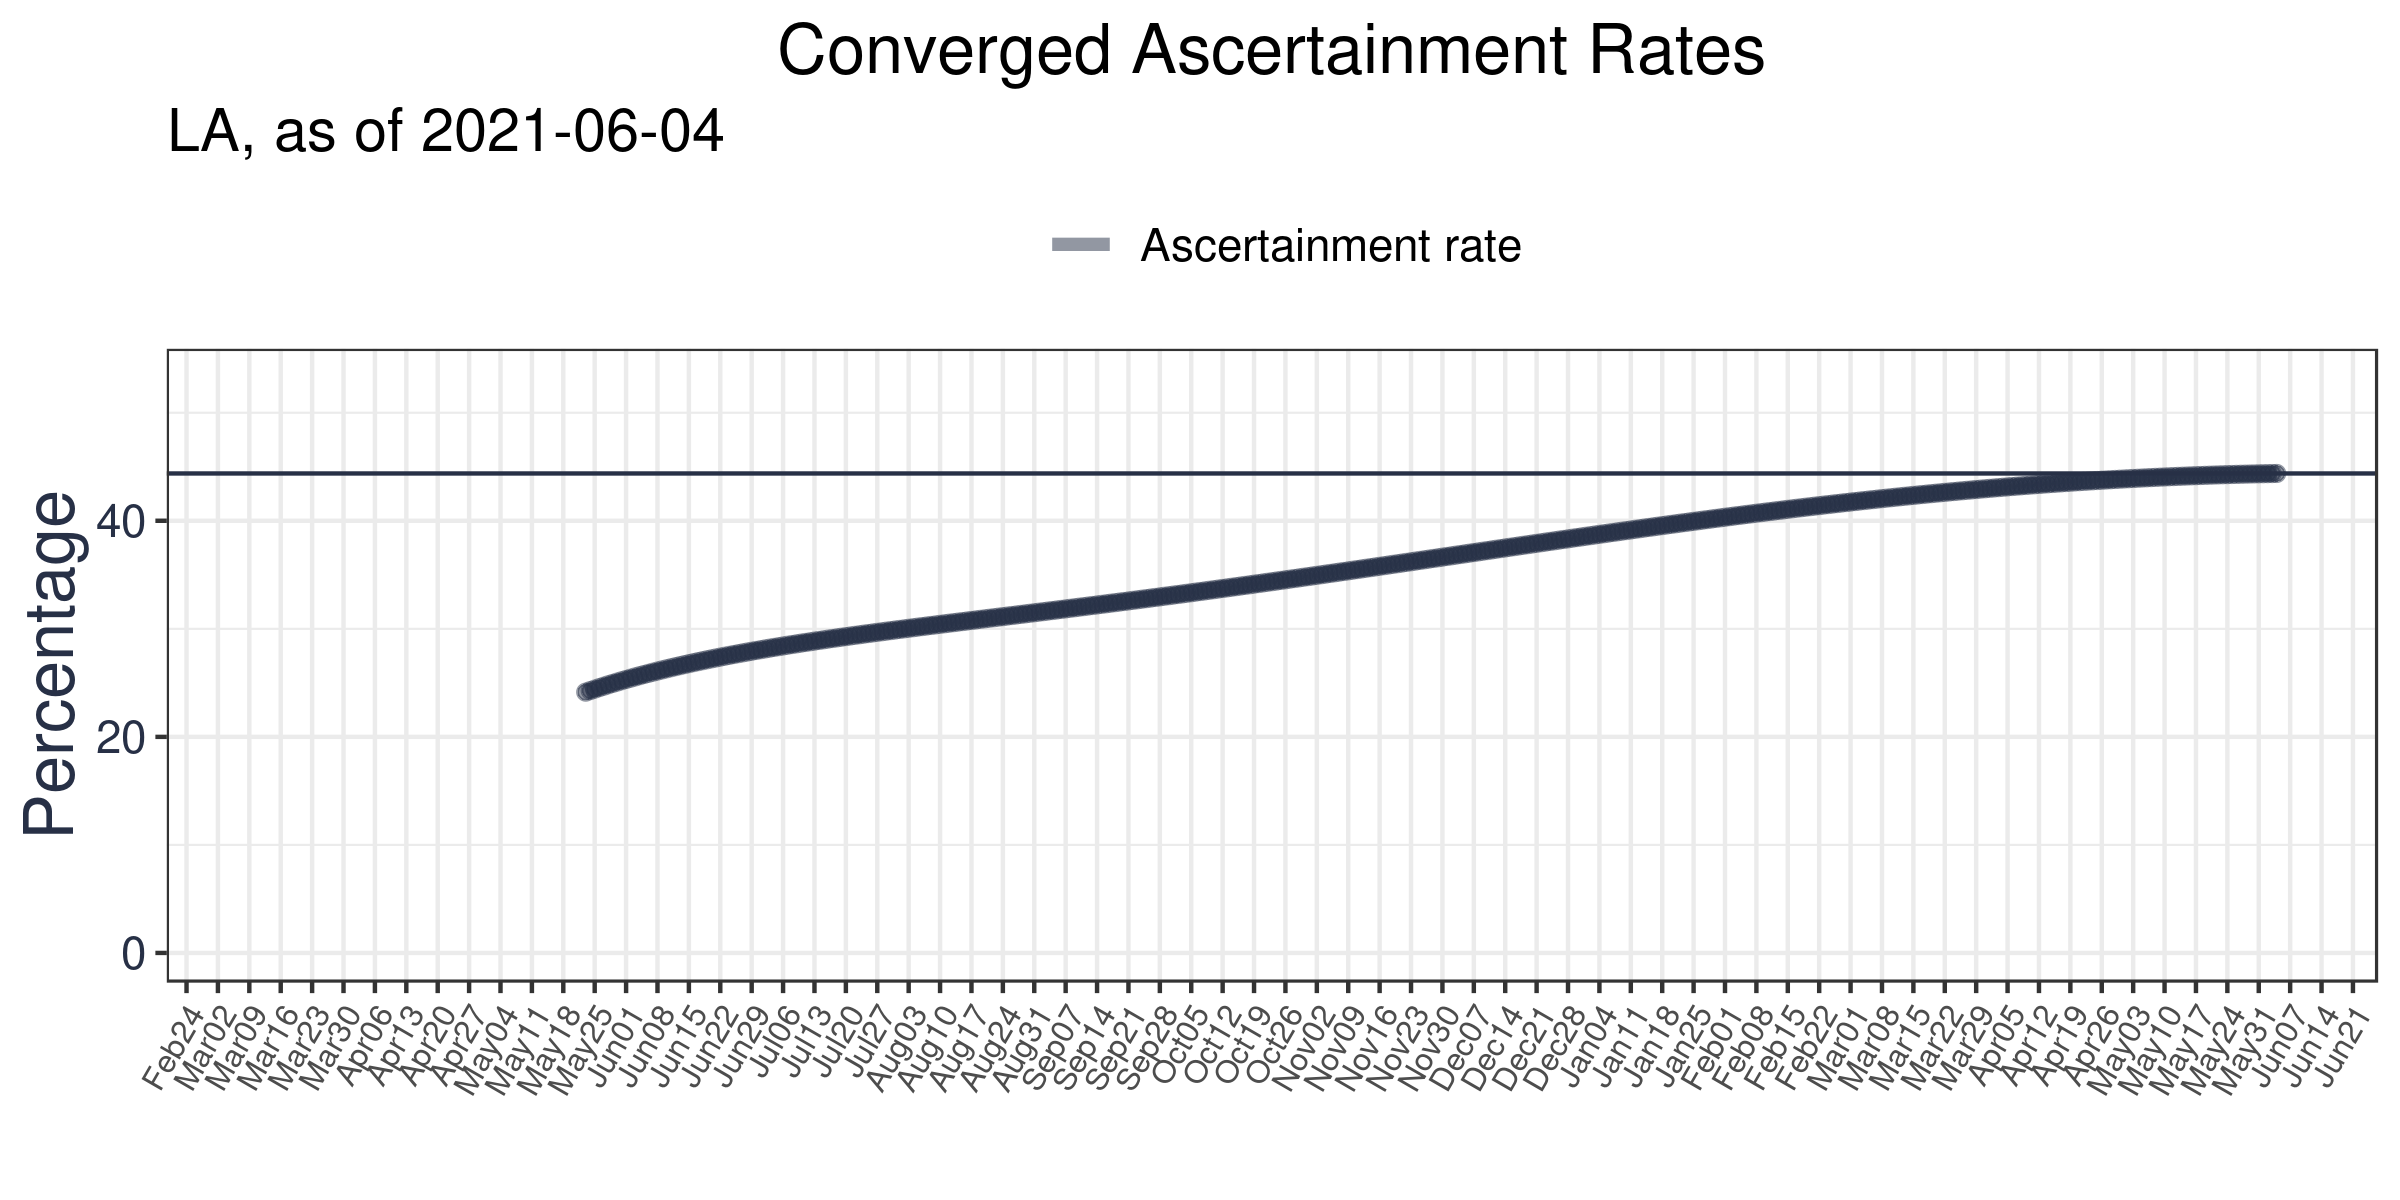 Converged Ascertainment Rates
LA, as of 2021-06-04
Ascertainment rate
Percentage
40
20
0
Feb24
Mar02
Mar09
Mar16
Mar23
Mar30
Apr06
Apr13
Apr20
Apr27
May04
May11
May18
May25
Jun01
Jun08
Jun15
Jun22
Jun29
Jul06
Jul13
Jul20
Jul27
Aug03
Aug10
Aug17
Aug24
Aug31
Sep07
Sep14
Sep21
Sep28
Oct05
Oct12
Oct19
Oct26
Nov02
Nov09
Nov16
Nov23
Nov30
Dec07
Dec14
Dec21
Dec28
Jan04
Jan11
Jan18
Jan25
Feb01
Feb08
Feb15
Feb22
Mar01
Mar08
Mar15
Mar22
Mar29
Apr05
Apr12
Apr19
Apr26
May03
May10
May17
May24
May31
Jun07
Jun14
Jun21